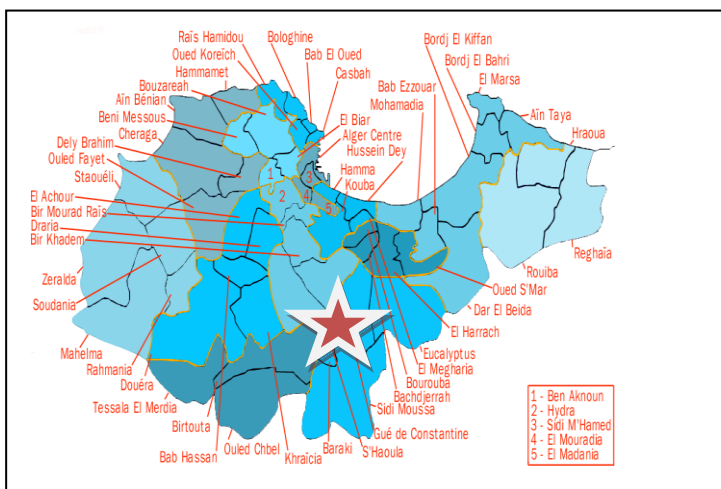 Raïs Hamidou
Bologhine
Oued Koreïch
Bab El Oued
Hammamet
Casbah
Bouzareah
Aïn Bénian
Beni Messous
Cheraga
Dely Brahim
Ouled Fayet
Staouéli
El Achour
Bir Mourad Raïs
Draria
Bir Khadem
Zeralda
Soudania
Mahelma
Rahmania
Douéra
Tessala El Merdia
Birtouta
Bab Hassan
Ouled Chbel
Khraïcia
Baraki
S'Haoula
Gué de Constantine
Sidi Moussa
Bachdjerrah
Bourouba
El Megharia
Eucalyptus
El Harrach
Dar El Beida
Oued S'Mar
Rouiba
Reghaïa
Hraoua
Aïn Taya
El Marsa
Bordj El Bahri
Bordj El Kiffan
Bab Ezzouar
Mohamadia
El Biar
Alger Centre
Hussein Dey
Hamma
Kouba
1
2
3
4
5
1 - Ben Aknoun
2 - Hydra
3 - Sidi M'Hamed
4 - El Mouradia
5 - El Madania